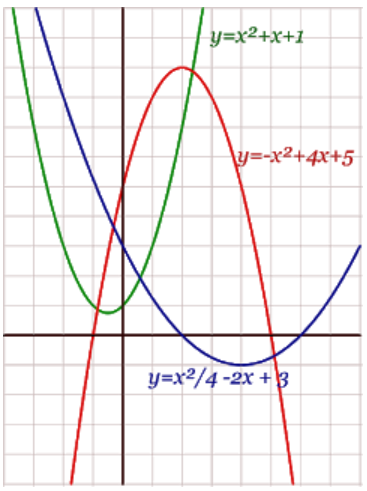 y=x²+x+1
y=-x²+4x+5
y=x²/4 -2x + 3